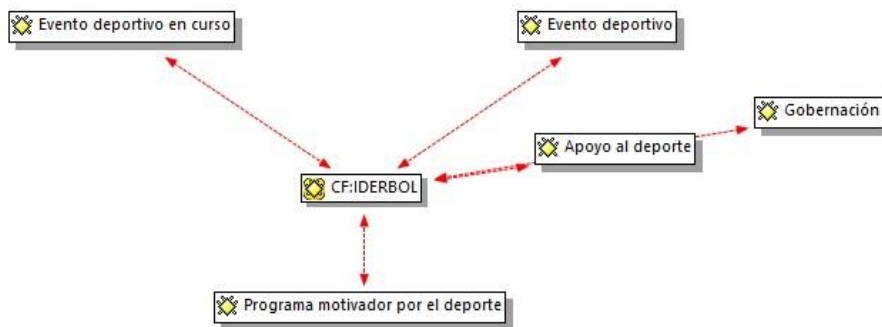 Evento deportivo en curso
Evento deportivo
Gobernación
Apoyo al deporte
CF:IDERBOL
Programa motivador por el deporte